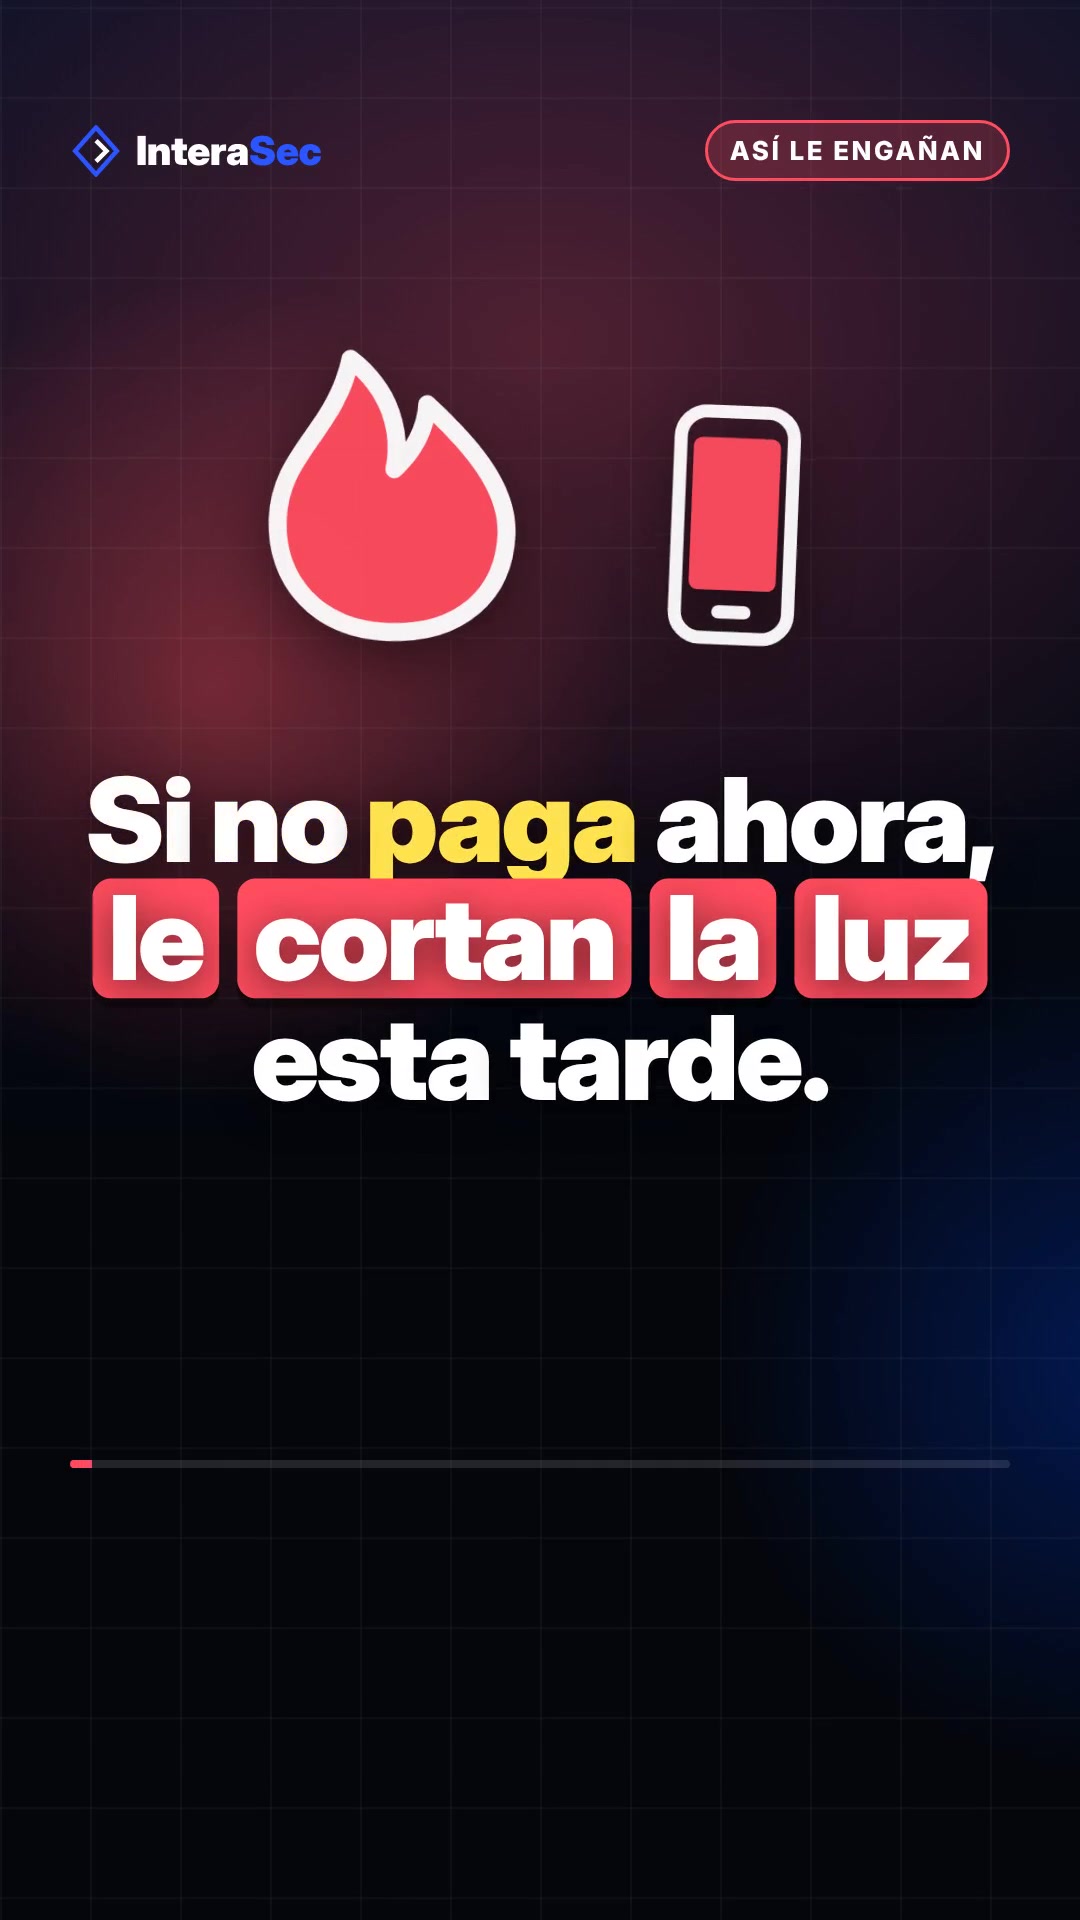 InteraSec
ASÍ LE ENGAÑAN
Si no paga ahora,
le cortan la luz
esta tarde.